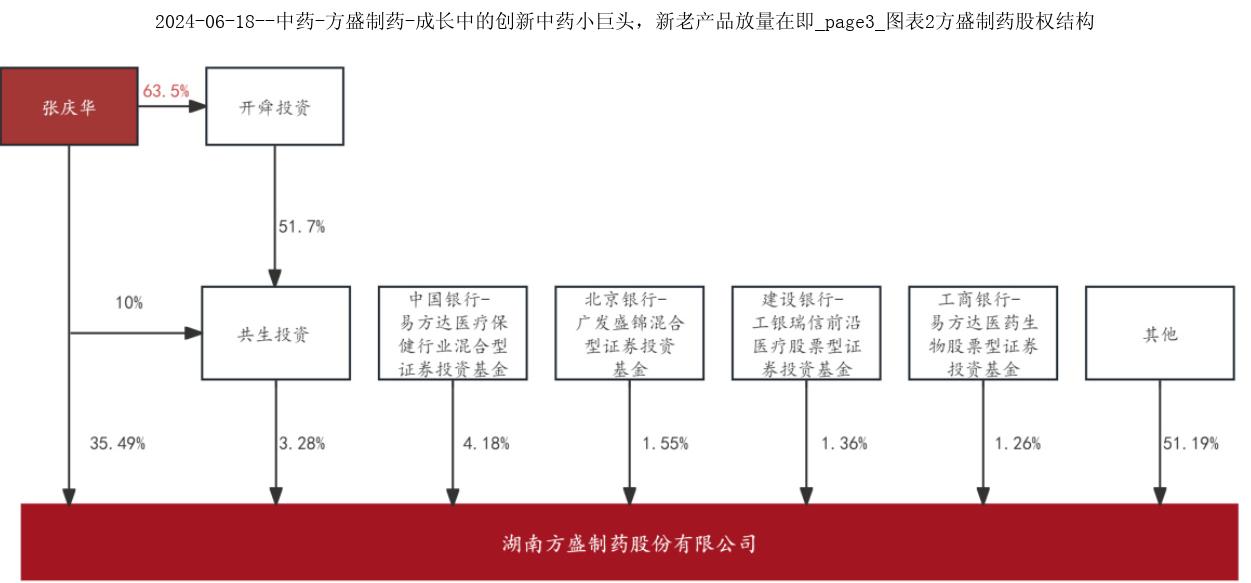 2024-06-18--中药-方盛制药-成长中的创新中药小巨头，新老产品放量在即_page3_图表2方盛制药股权结构
张庆华
63.5%
开舜投资
51.7%
10%
共生投资
中国银行-
易方达医疗保
健行业混合型
证券投资基金
北京银行-
广发盛锦混合
型证券投资
基金
建设银行-
工银瑞信前沿
医疗股票型证
券投资基金
工商银行-
易方达医药生
物股票型证券
投资基金
其他
35.49%
3.28%
4.18%
1.55%
1.36%
1.26%
51.19%
湖南方盛制药股份有限公司